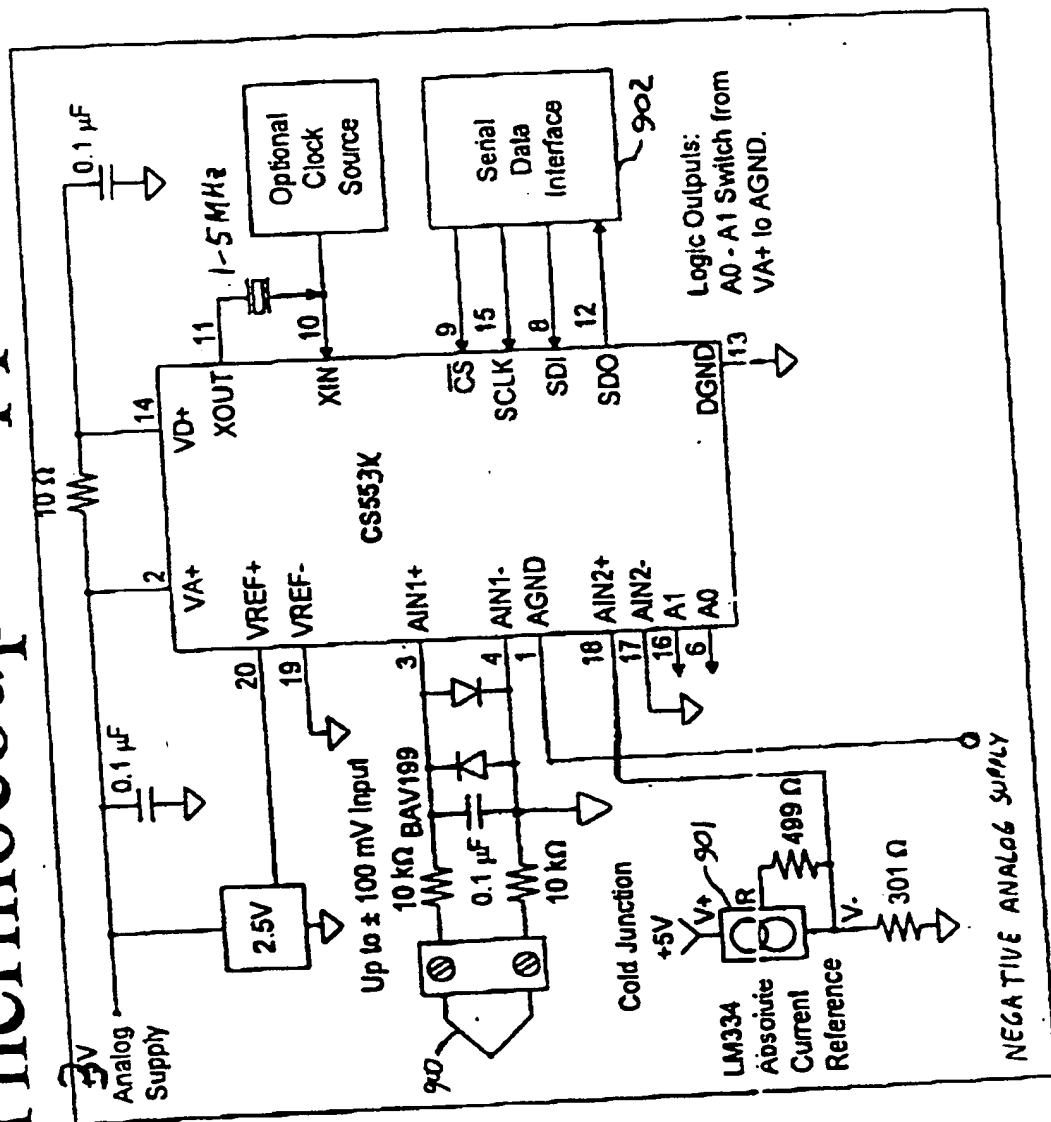 10 Ω
0.1 µF
0.1 µF
3V
Analog
Supply
2.5V
2
14
VA+
VD+
20
VREF+
19
VREF-
XOUT
11
1-5 MHz
XIN
10
Optional
Clock
Source
CS553X
Up to ± 100 mV Input
10 kΩ
BAV199
0.1 µF
10 kΩ
90
3
AIN1+
4
AIN1-
1
AGND
18
AIN2+
17
AIN2-
16
A1
6
A0
CS
9
SCLK
15
SDI
8
SDO
12
DGND
13
Serial
Data
Interface
902
Logic Outputs:
A0 - A1 Switch from
VA+ to AGND.
Cold Junction
+5V
V+
901
R
499 Ω
V-
301 Ω
LM334
Absolute
Current
Reference
NEGATIVE ANALOG SUPPLY